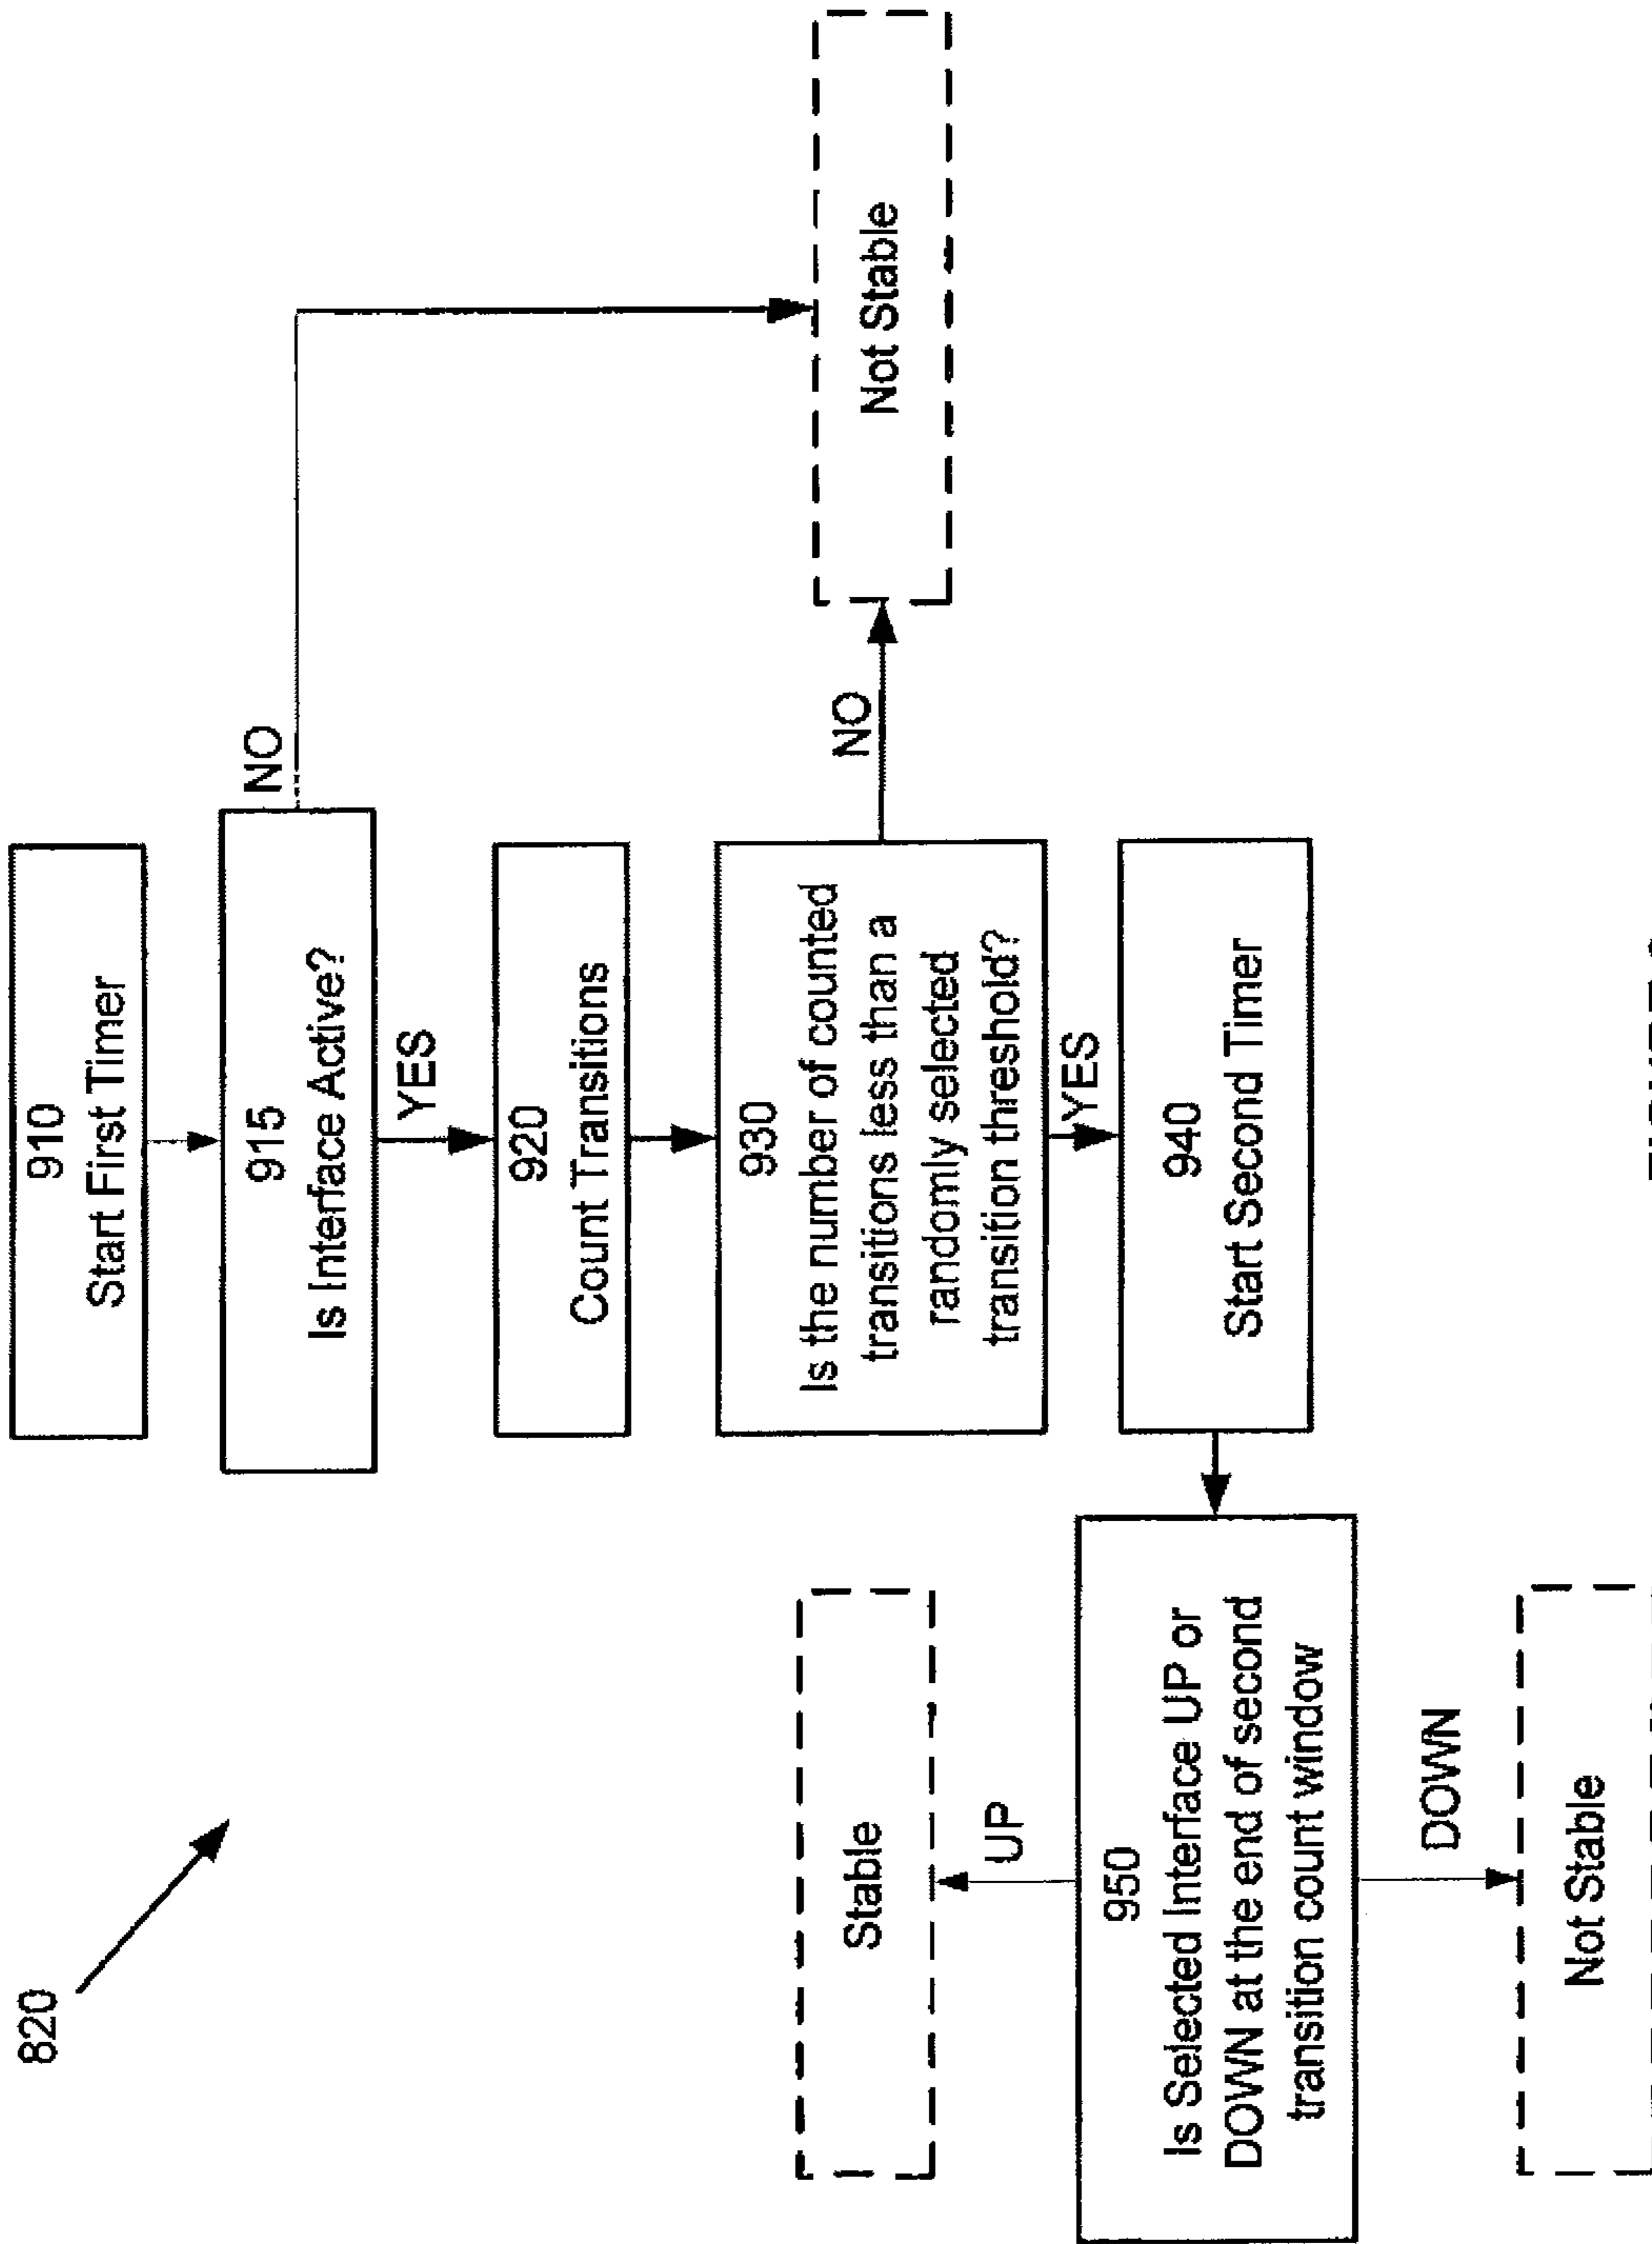 820
910
Start First Timer
915
Is Interface Active?
NO
YES
920
Count Transitions
930
Is the number of counted
transitions less than a
randomly selected
transition threshold?
NO
Not Stable
YES
940
Start Second Timer
950
Is Selected Interface UP or
DOWN at the end of second
transition count window
UP
Stable
DOWN
Not Stable